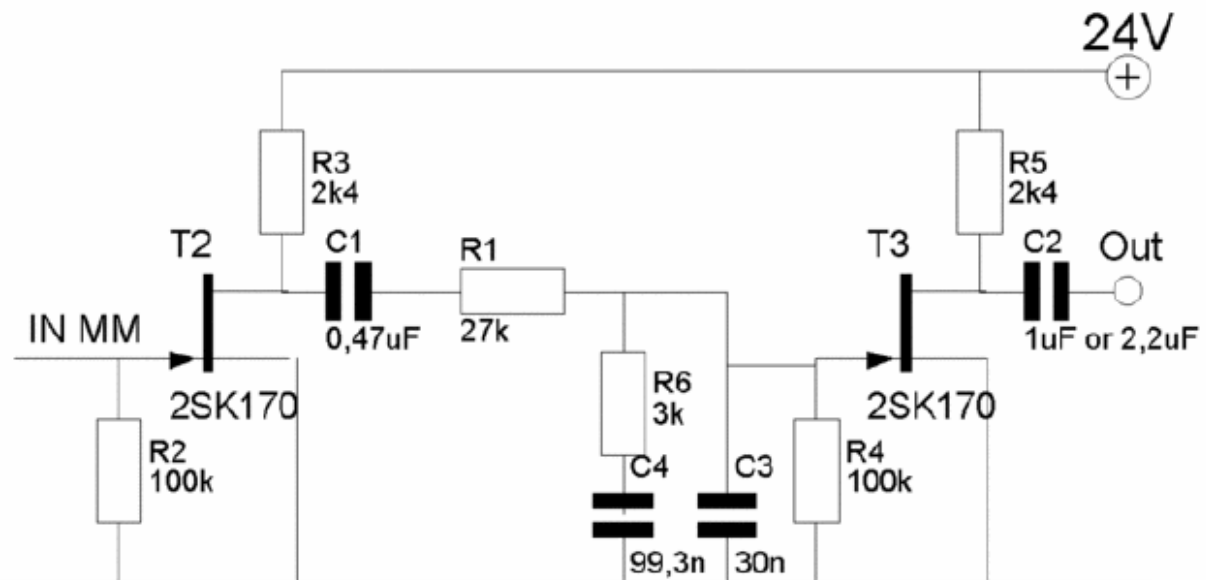 24V
+
R3
2k4
R5
2k4
T2
C1
R1
T3
C2
Out
IN MM
0,47uF
27k
1uF or 2,2uF
2SK170
R6
3k
2SK170
R2
100k
C4
C3
R4
100k
99,3n
30n